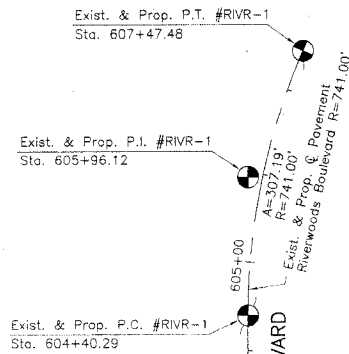 Exist. & Prop. P.T. #RIVR-1
Sta. 607+47.48
Exist. & Prop. P.I. #RIVR-1
Sta. 605+96.12
A=307.19'
R=741.00'
Exist. & Prop. ℄ Pavement
Riverwoods Boulevard R=741.00'
605+00
Exist. & Prop. P.C. #RIVR-1
Sta. 604+40.29
VARD